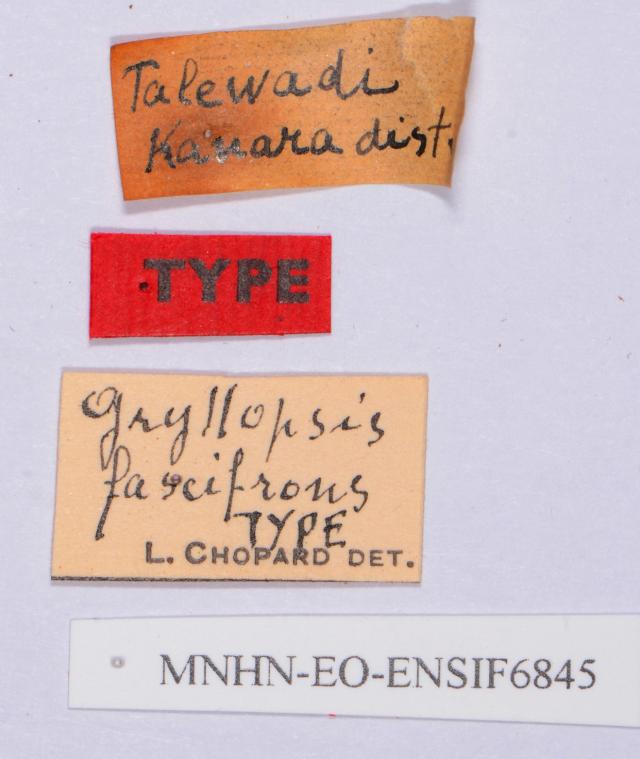 Talewadi
Kanara dist.
TYPE
Gryllopsis
fascifrons
TYPE
L. CHOPARD DET.
MNHN-EO-ENSIF6845